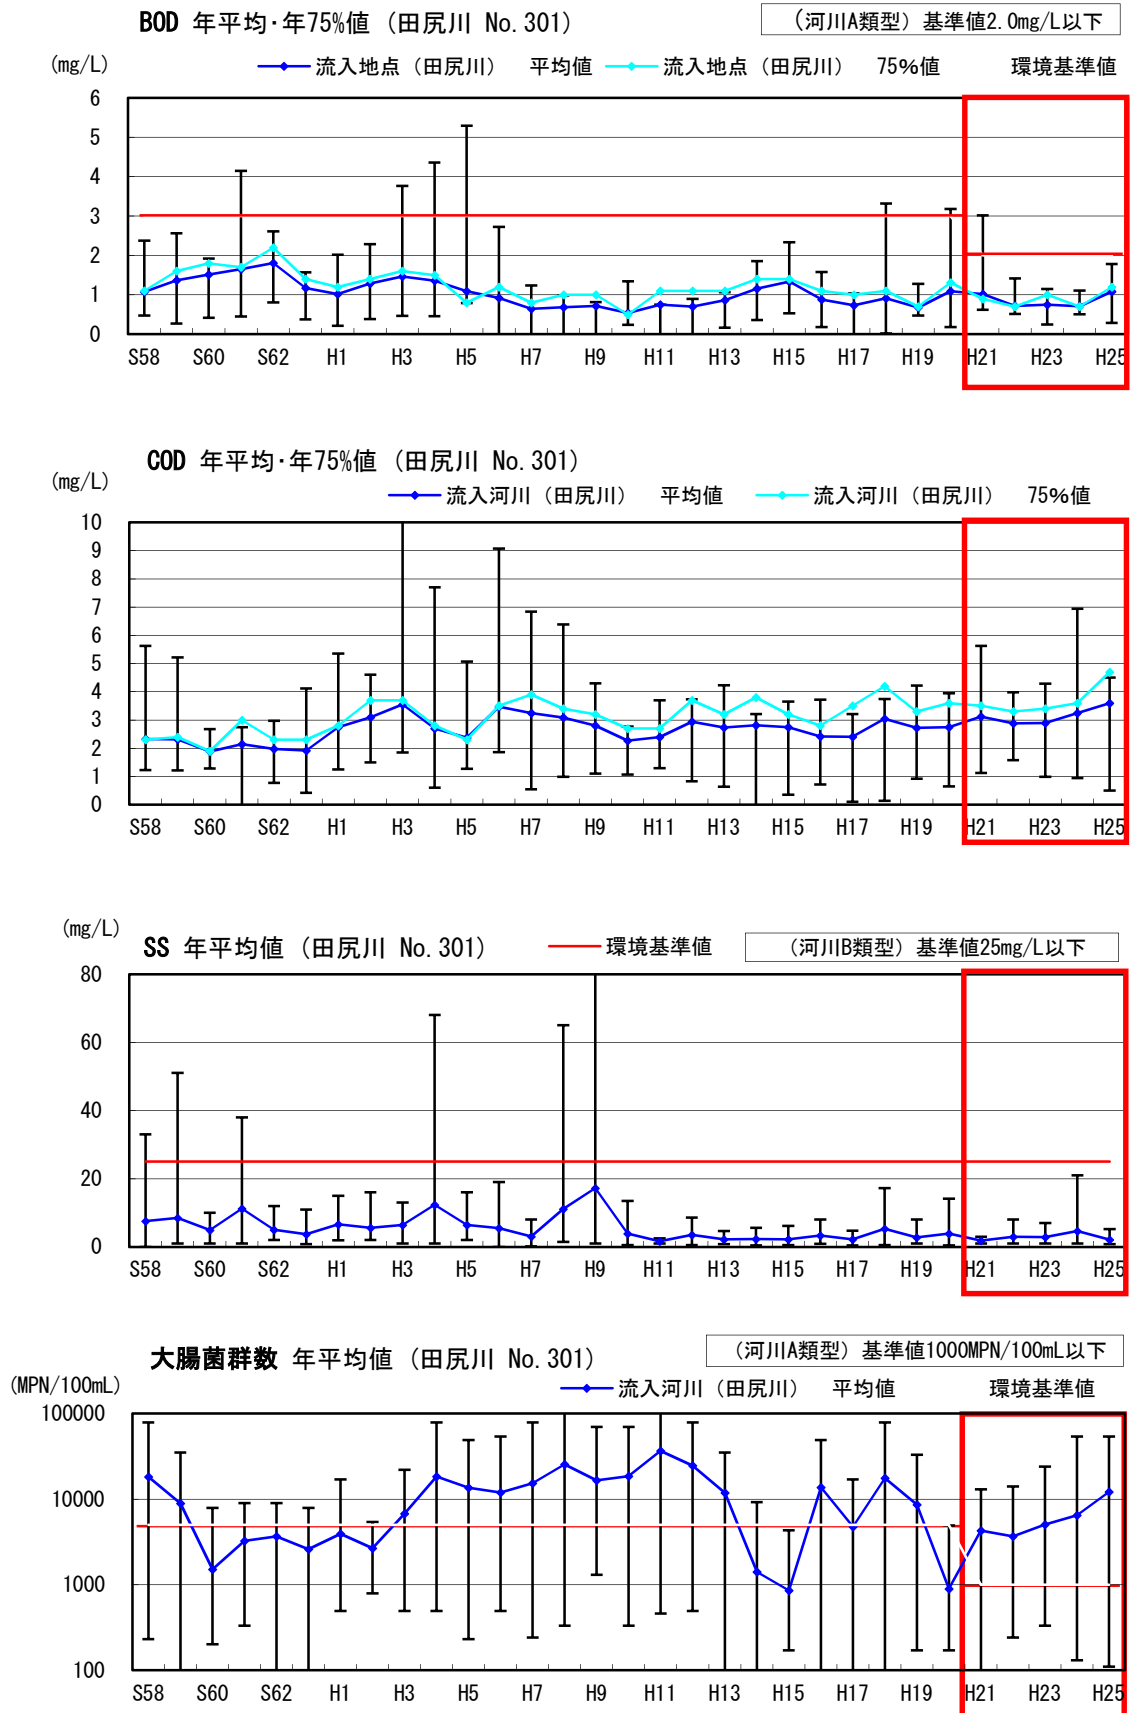 BOD 年平均・年75%値 (田尻川 No.301)
(河川A類型) 基準値2.0mg/L以下
(mg/L)
流入地点 (田尻川) 平均値 流入地点 (田尻川) 75%値 環境基準値
6
5
4
3
2
1
0
S58 S60 S62 H1 H3 H5 H7 H9 H11 H13 H15 H17 H19 H21 H23 H25
COD 年平均・年75%値 (田尻川 No.301)
(mg/L)
流入河川 (田尻川) 平均値 流入河川 (田尻川) 75%値
10
9
8
7
6
5
4
3
2
1
0
S58 S60 S62 H1 H3 H5 H7 H9 H11 H13 H15 H17 H19 H21 H23 H25
(mg/L)
SS 年平均値 (田尻川 No.301) 環境基準値
(河川B類型) 基準値25mg/L以下
80
60
40
20
0
S58 S60 S62 H1 H3 H5 H7 H9 H11 H13 H15 H17 H19 H21 H23 H25
大腸菌群数 年平均値 (田尻川 No.301)
(河川A類型) 基準値1000MPN/100mL以下
(MPN/100mL)
流入河川 (田尻川) 平均値 環境基準値
100000
10000
1000
100
S58 S60 S62 H1 H3 H5 H7 H9 H11 H13 H15 H17 H19 H21 H23 H25